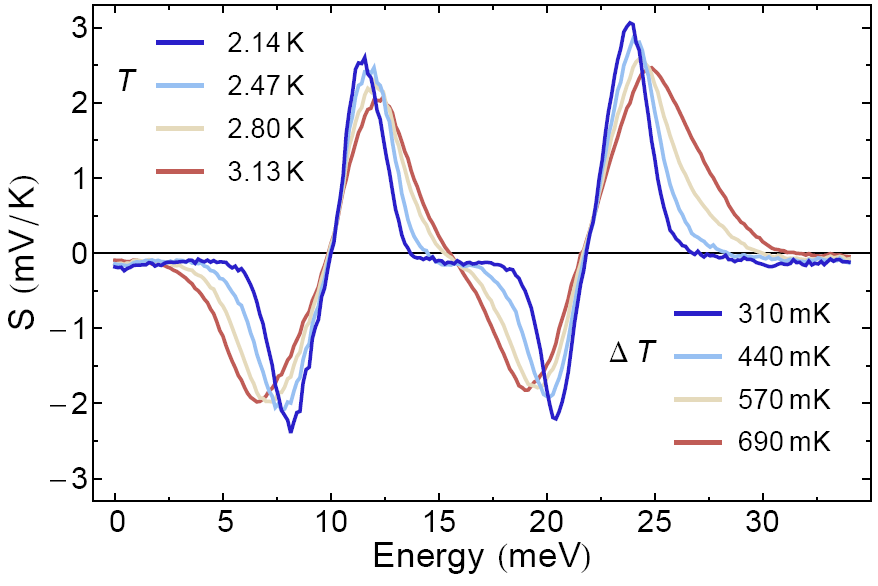 3
2
1
0
−1
−2
−3
S (mV/K)
T
2.14 K
2.47 K
2.80 K
3.13 K
Δ T
310 mK
440 mK
570 mK
690 mK
0 5 10 15 20 25 30
Energy (meV)